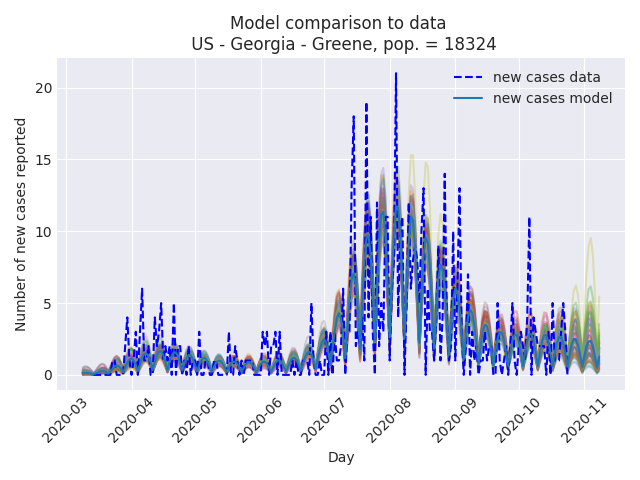 Model comparison to data
US - Georgia - Greene, pop. = 18324
new cases data
new cases model
Number of new cases reported
20
15
10
5
0
2020-03
2020-04
2020-05
2020-06
2020-07
2020-08
2020-09
2020-10
2020-11
Day